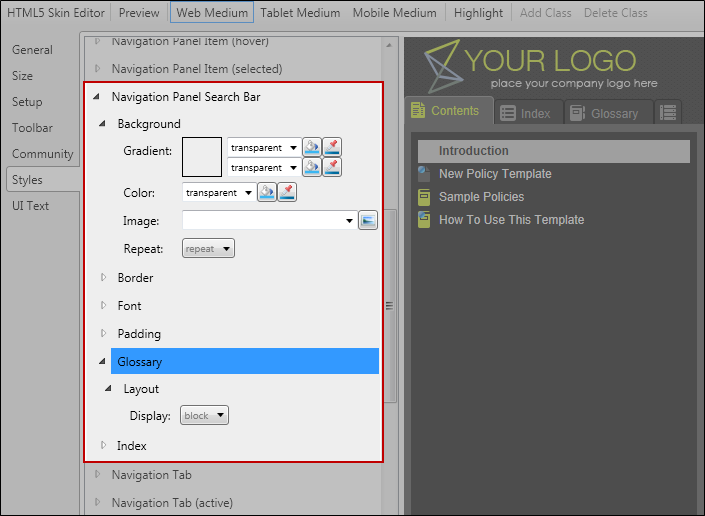 HTML5 Skin Editor Preview Web Medium Tablet Medium Mobile Medium Highlight Add Class Delete Class
General
Size
Setup
Toolbar
Community
Styles
UI Text
Navigation Panel Item (hover)
Navigation Panel Item (selected)
Navigation Panel Search Bar
Background
Gradient: transparent
transparent
Color: transparent
Image:
Repeat: repeat
Border
Font
Padding
Glossary
Layout
Display: block
Index
Navigation Tab
Navigation Tab (active)
YOUR LOGO
place your company logo here
Contents Index Glossary
Introduction
New Policy Template
Sample Policies
How To Use This Template